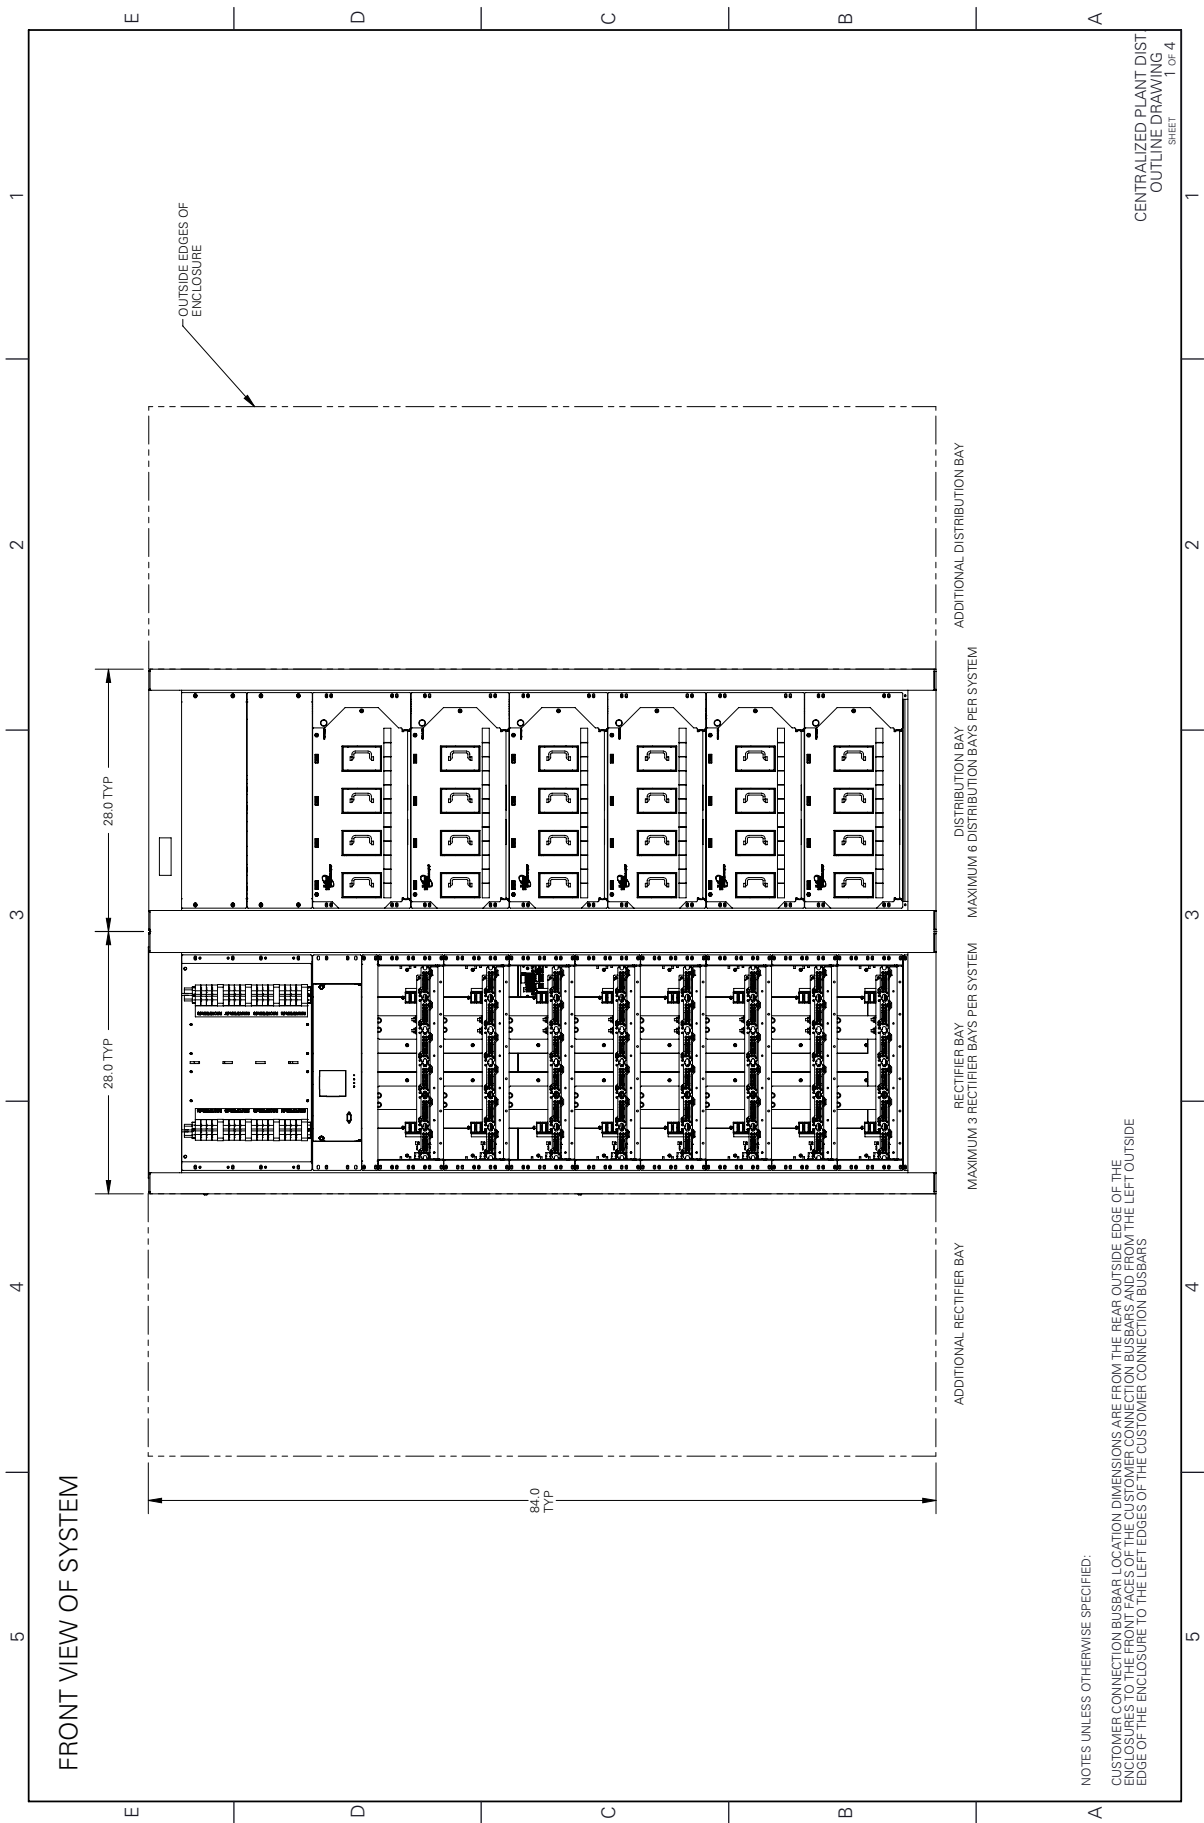 5
4
3
2
1
E
D
C
B
A
E
D
C
B
A
FRONT VIEW OF SYSTEM
28.0 TYP
28.0 TYP
OUTSIDE EDGES OF
ENCLOSURE
84.0
TYP
ADDITIONAL RECTIFIER BAY
RECTIFIER BAY
MAXIMUM 3 RECTIFIER BAYS PER SYSTEM
DISTRIBUTION BAY
MAXIMUM 6 DISTRIBUTION BAYS PER SYSTEM
ADDITIONAL DISTRIBUTION BAY
NOTES UNLESS OTHERWISE SPECIFIED:
CUSTOMER CONNECTION BUSBAR LOCATION DIMENSIONS ARE FROM THE REAR OUTSIDE EDGE OF THE
ENCLOSURES TO THE FRONT FACES OF THE CUSTOMER CONNECTION BUSBARS AND FROM THE LEFT OUTSIDE
EDGE OF THE ENCLOSURE TO THE LEFT EDGES OF THE CUSTOMER CONNECTION BUSBARS
CENTRALIZED PLANT DIST.
OUTLINE DRAWING
SHEET 1 OF 4
5
4
3
2
1